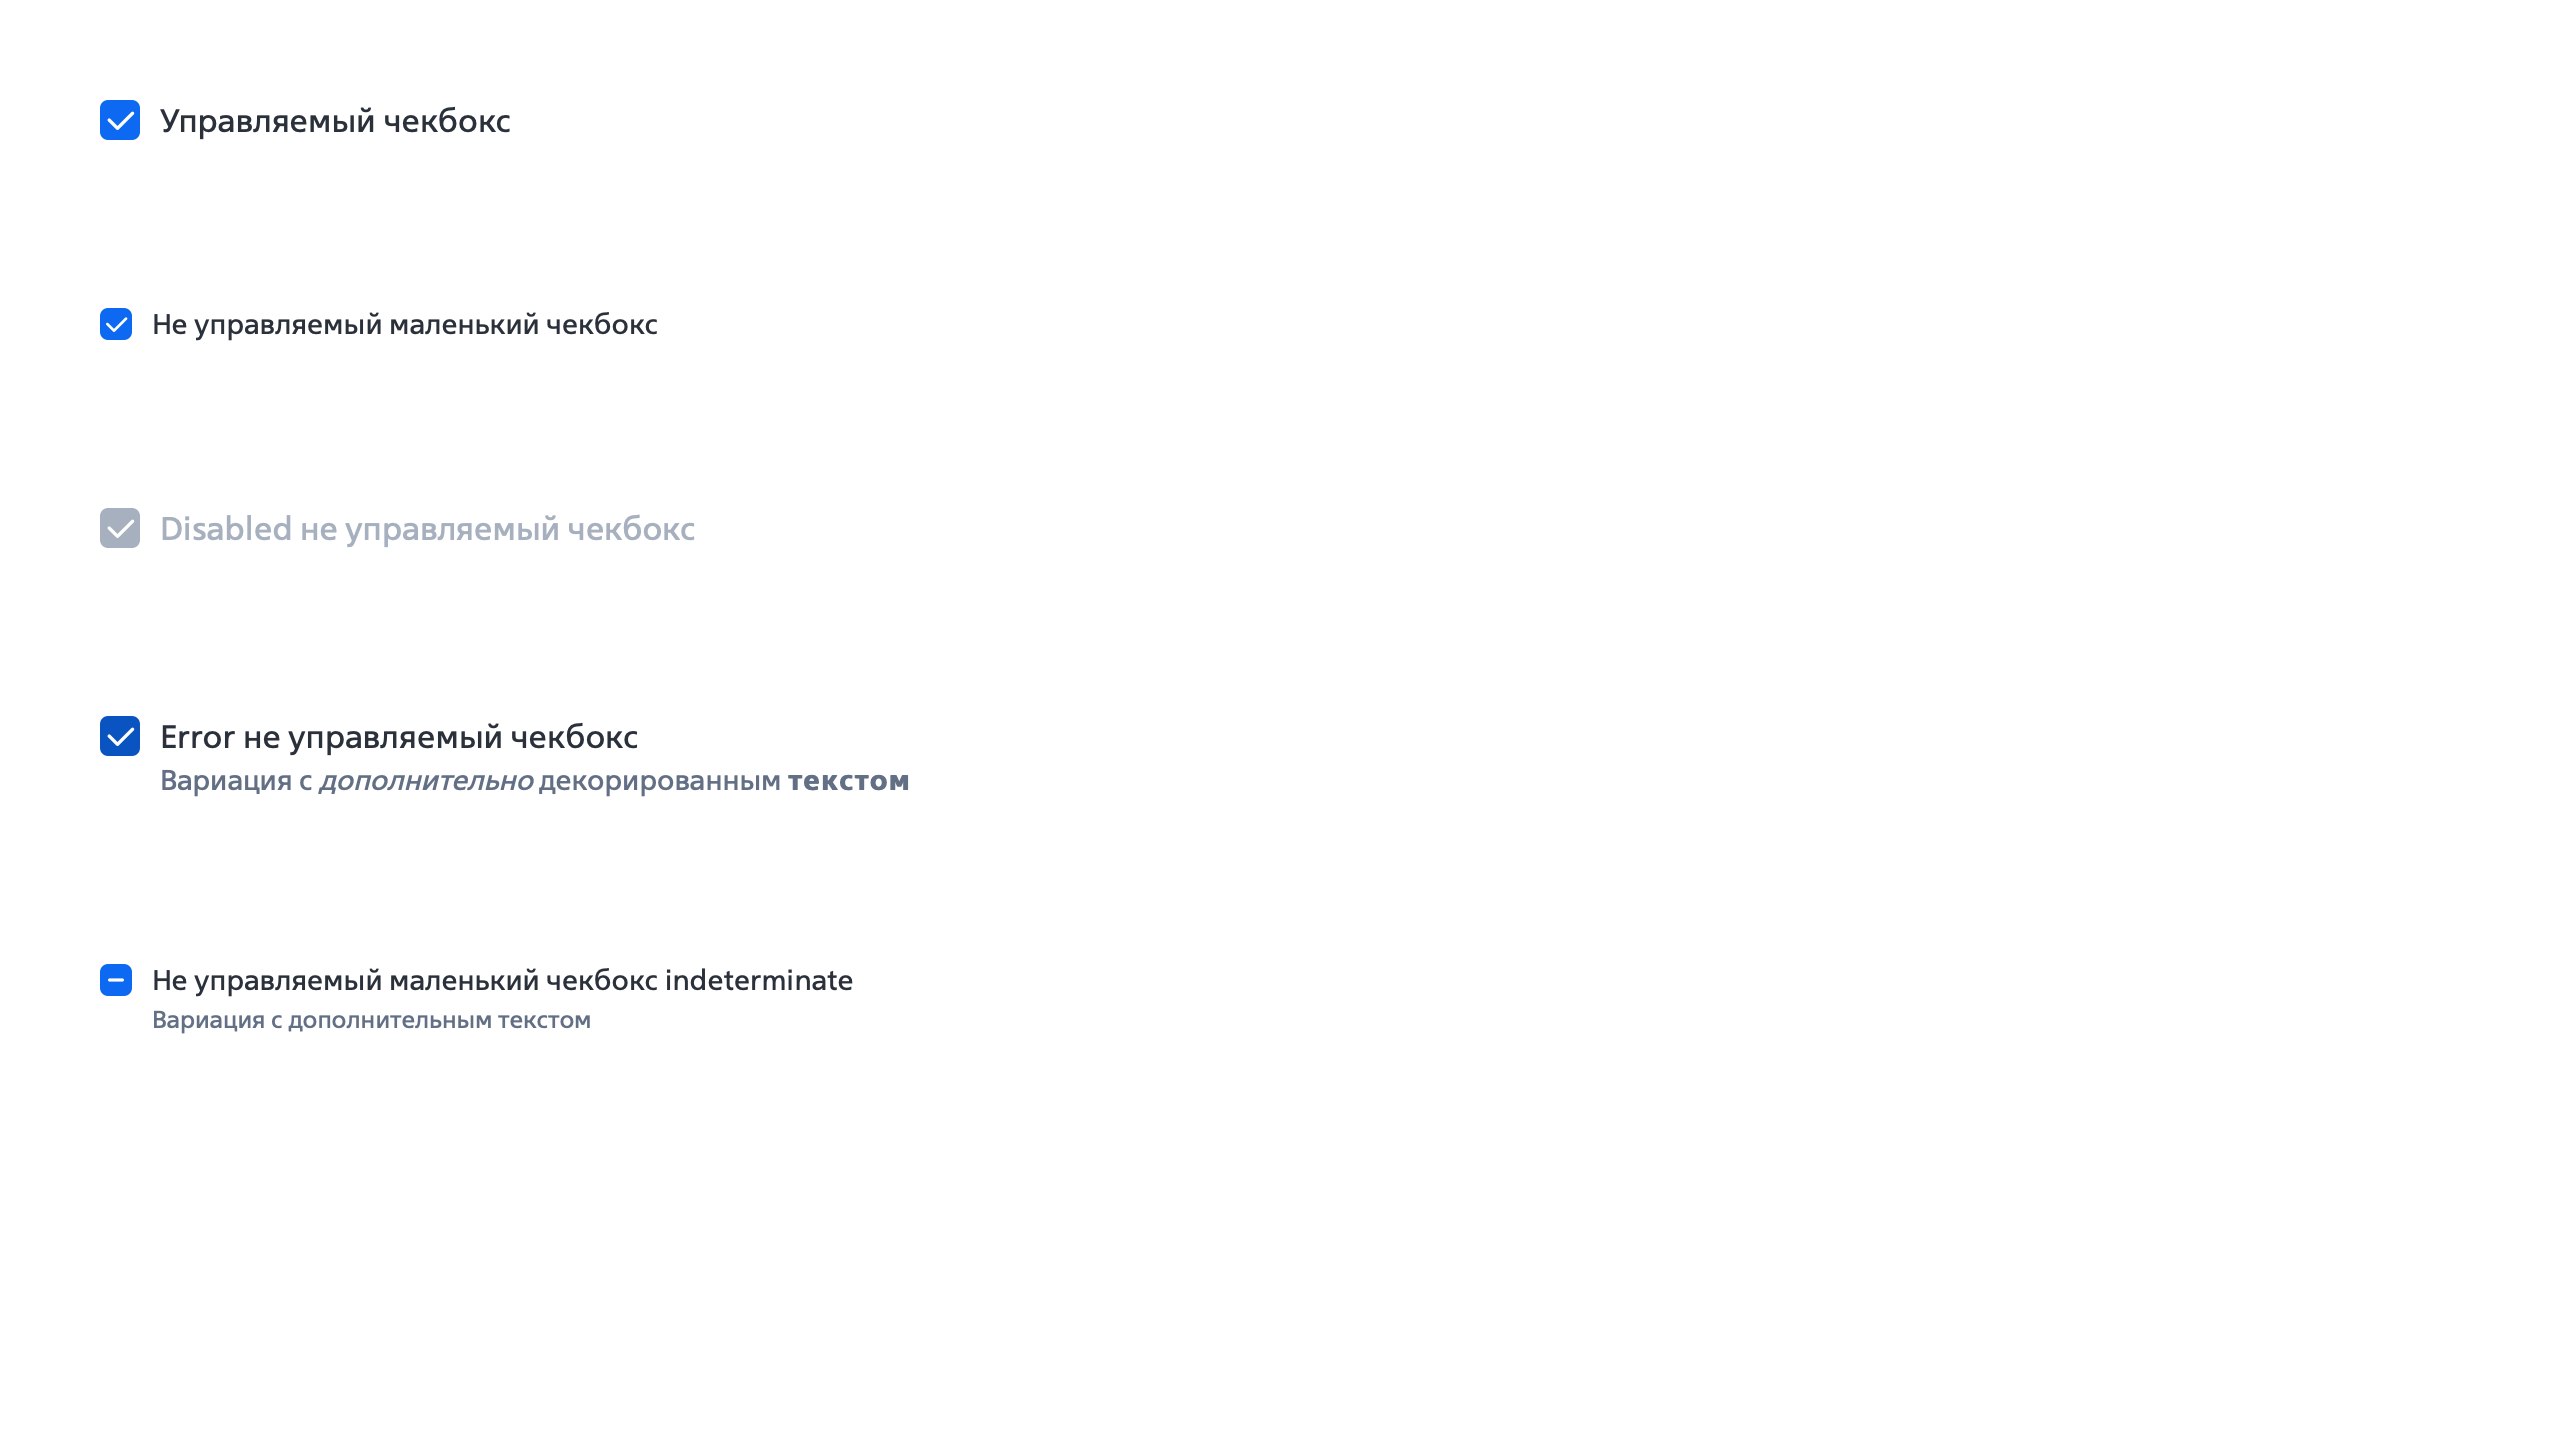 Управляемый чекбокс
Не управляемый маленький чекбокс
Disabled не управляемый чекбокс
Error не управляемый чекбокс
Вариация с дополнительно декорированным текстом
Не управляемый маленький чекбокс indeterminate
Вариация с дополнительным текстом